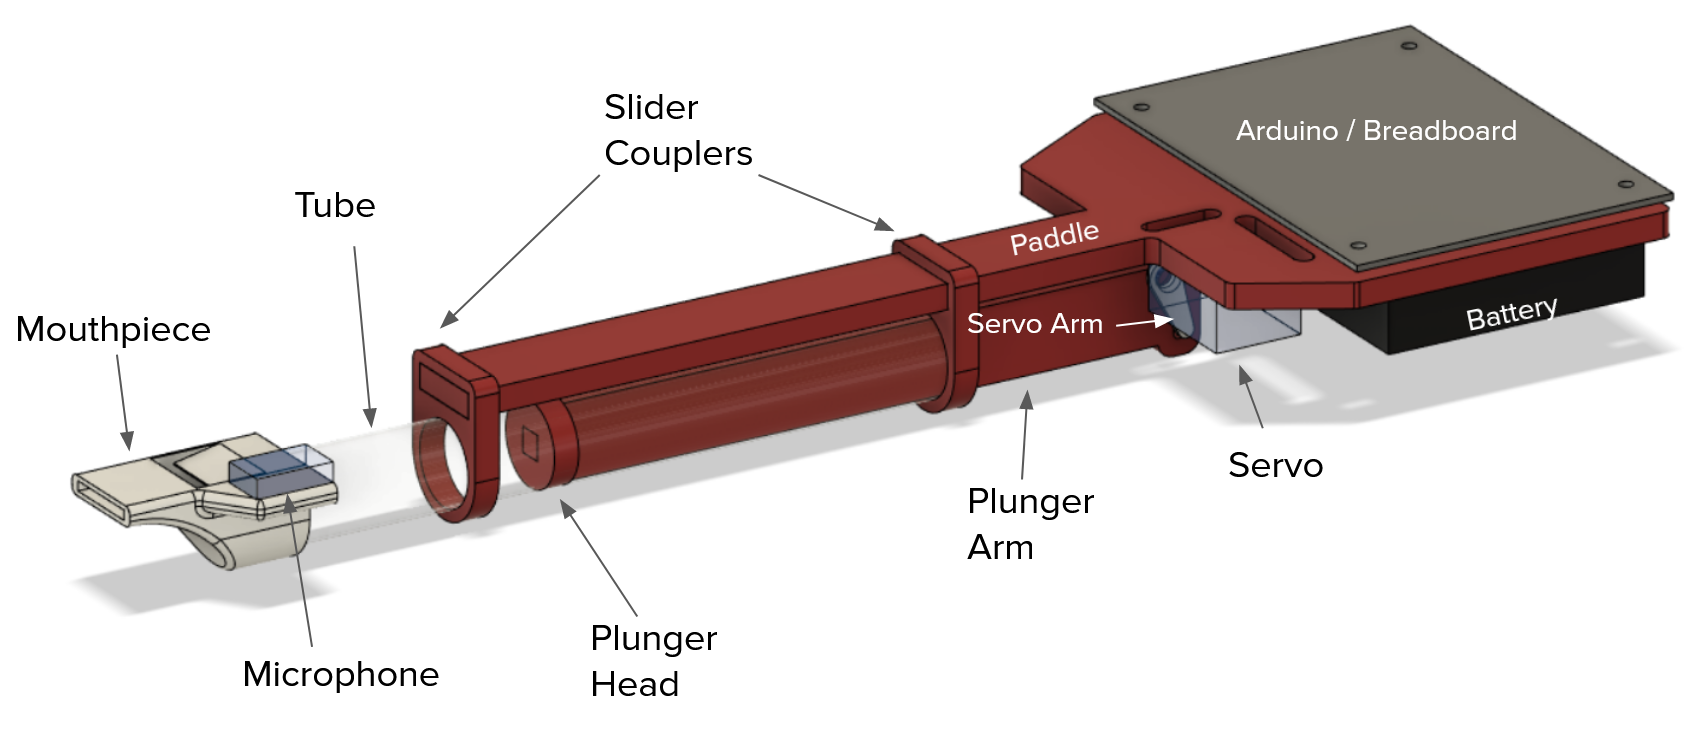 Slider
Couplers
Arduino / Breadboard
Tube
Paddle
Mouthpiece
Servo Arm
Battery
Servo
Plunger
Arm
Plunger
Head
Microphone